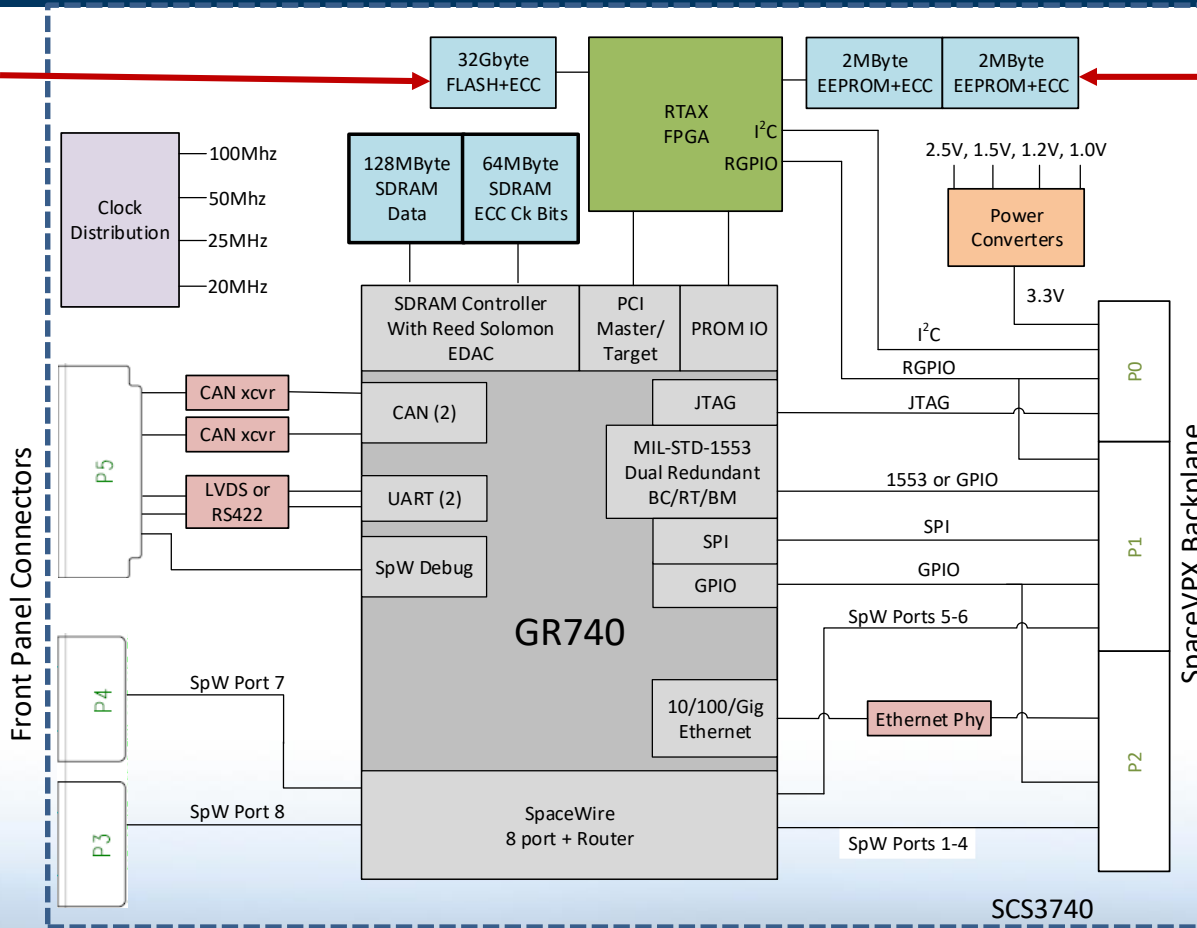 32Gbyte
FLASH+ECC
RTAX
FPGA
I²C
RGPIO
2MByte
EEPROM+ECC
2MByte
EEPROM+ECC
Clock
Distribution
100Mhz
50Mhz
25MHz
20MHz
128MByte
SDRAM
Data
64MByte
SDRAM
ECC Ck Bits
2.5V, 1.5V, 1.2V, 1.0V
Power
Converters
3.3V
SDRAM Controller
With Reed Solomon
EDAC
PCI
Master/
Target
PROM IO
I²C
RGPIO
JTAG
P0
Front Panel Connectors
P5
CAN xcvr
CAN xcvr
LVDS or
RS422
CAN (2)
UART (2)
SpW Debug
JTAG
MIL-STD-1553
Dual Redundant
BC/RT/BM
SPI
GPIO
1553 or GPIO
SPI
GPIO
SpW Ports 5-6
P1
SpaceVPX Backplane
GR740
P4
SpW Port 7
10/100/Gig
Ethernet
Ethernet Phy
P2
P3
SpW Port 8
SpaceWire
8 port + Router
SpW Ports 1-4
SCS3740